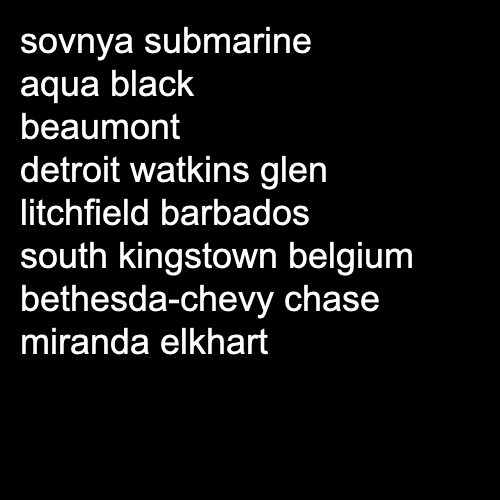 sovnya submarine
aqua black
beaumont
detroit watkins glen
litchfield barbados
south kingstown belgium
bethesda-chevy chase
miranda elkhart